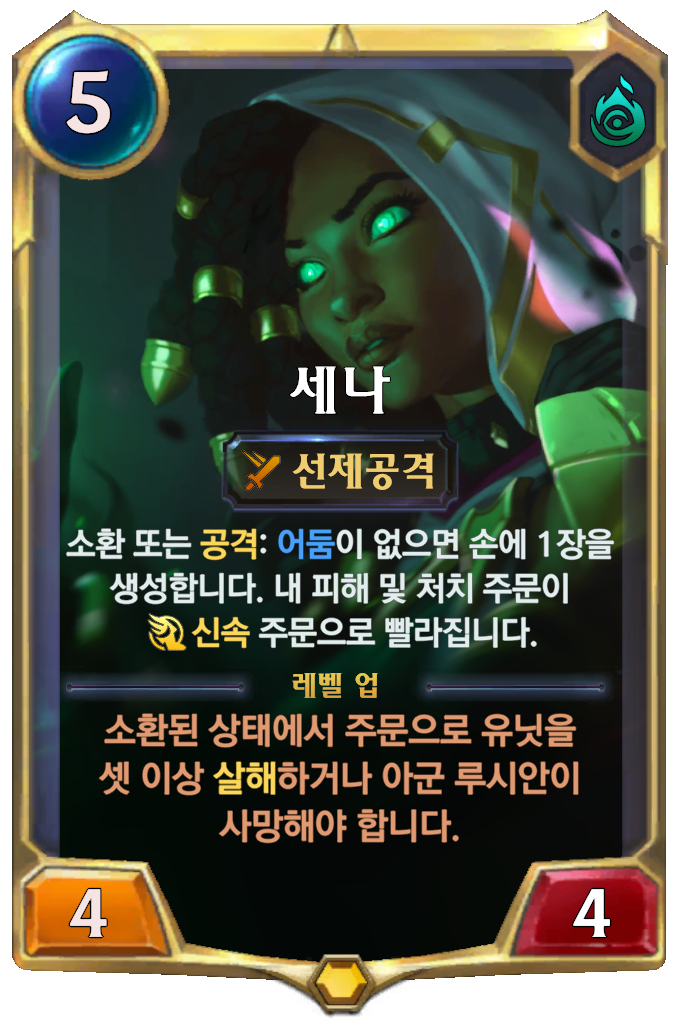 5
세나
선제공격
소환 또는 공격: 어둠이 없으면 손에 1장을
생성합니다. 내 피해 및 처치 주문이
신속 주문으로 빨라집니다.
레벨 업
소환된 상태에서 주문으로 유닛을
셋 이상 살해하거나 아군 루시안이
사망해야 합니다.
4
4